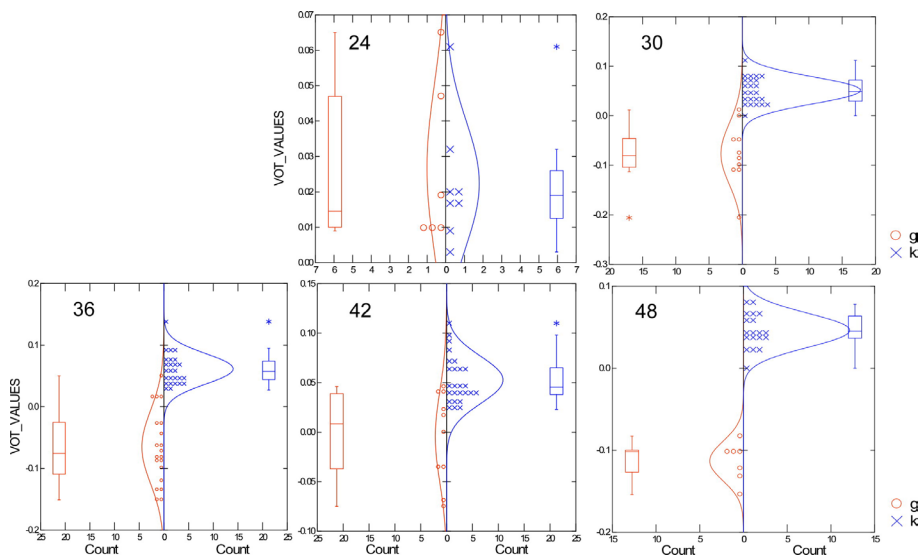 24
VOT_VALUES
0.07
0.06
0.05
0.04
0.03
0.02
0.01
0.00
7 6 5 4 3 2 1 0 1 2 3 4 5 6 7
30
0.2
0.1
0.0
-0.1
-0.2
-0.3
20 15 10 5 0 5 10 15 20
g
k
36
VOT_VALUES
0.2
0.1
0.0
-0.1
-0.2
25 20 15 10 5 0 5 10 15 20 25
Count Count
42
0.15
0.10
0.05
0.00
-0.05
-0.10
25 20 15 10 5 0 5 10 15 20 25
Count Count
48
0.1
0.0
-0.1
-0.2
15 10 5 0 5 10 15
Count Count
g
k